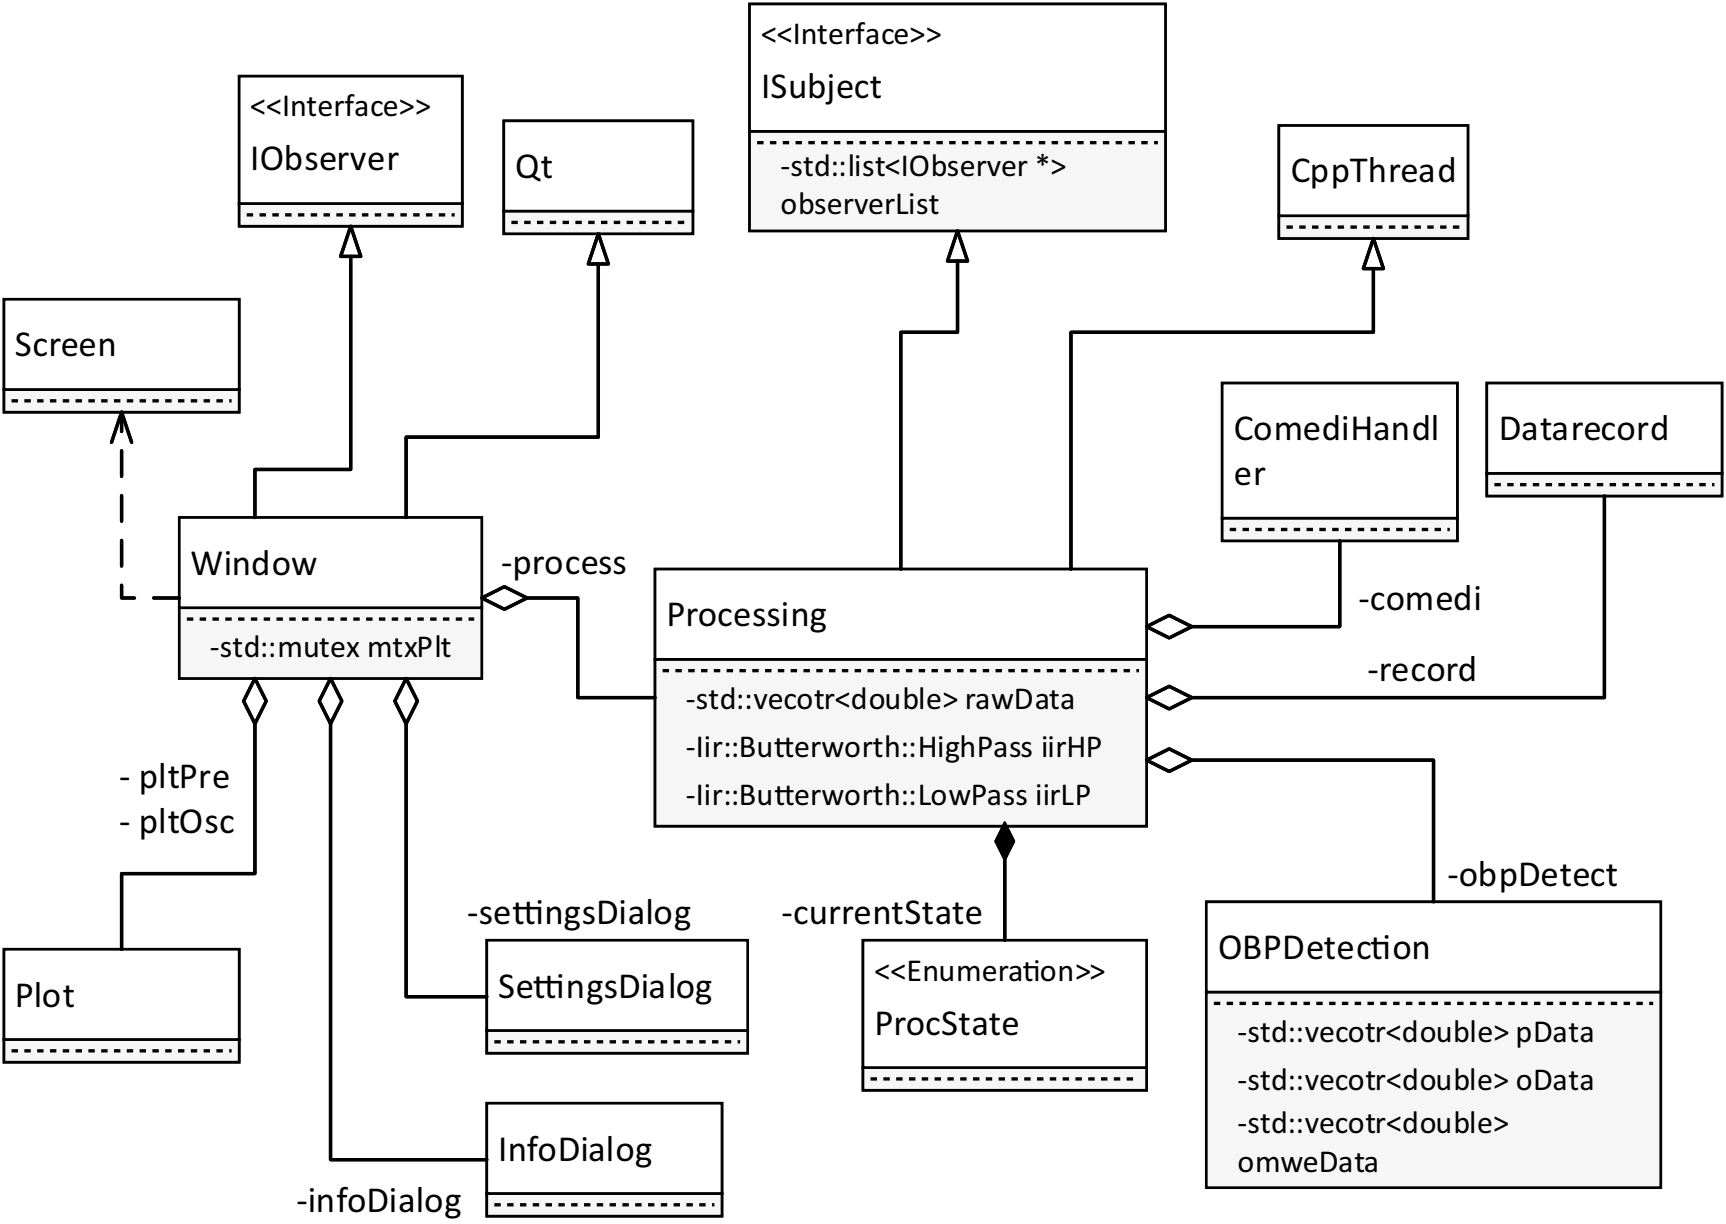 <<Interface>>
ISubject
-std::list<IObserver *>
observerList
<<Interface>>
IObserver
Qt
CppThread
Screen
ComediHandl
er
Datarecord
Window
-std::mutex mtxPlt
-process
Processing
-std::vecotr<double> rawData
-Iir::Butterworth::HighPass iirHP
-Iir::Butterworth::LowPass iirLP
-comedi
-record
- pltPre
- pltOsc
-settingsDialog
-currentState
-obpDetect
Plot
SettingsDialog
<<Enumeration>>
ProcState
OBPDetection
-std::vecotr<double> pData
-std::vecotr<double> oData
-std::vecotr<double>
omweData
InfoDialog
-infoDialog